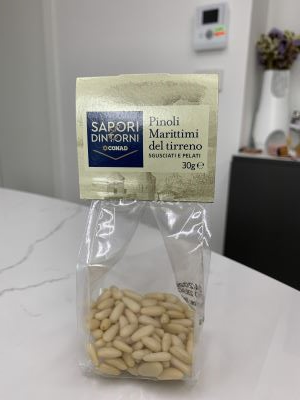 SAPORI
& DINTORNI
CONAD
Pinoli
Marittimi
del tirreno
SGUSCIATI E PELATI
30g ℮